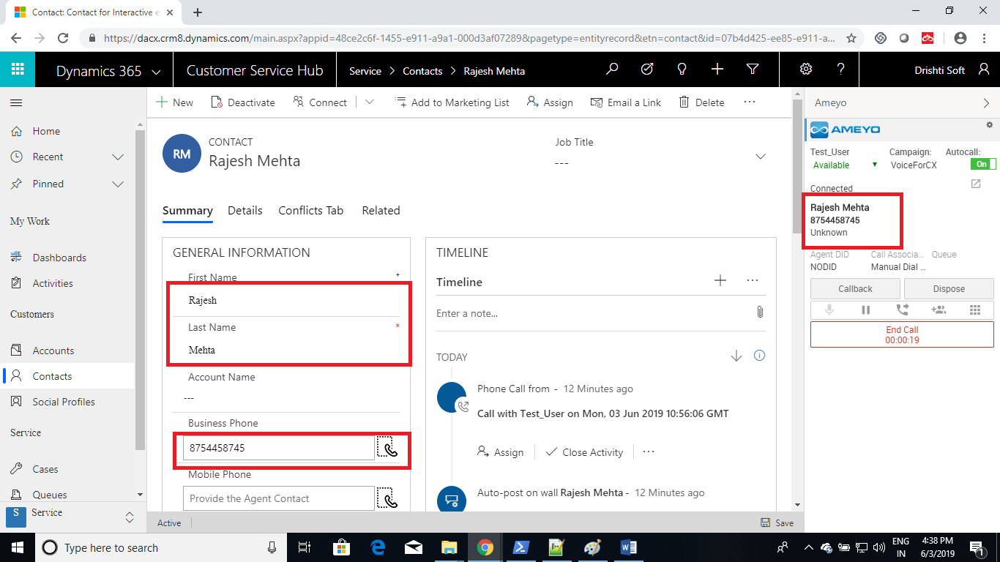 Contact: Contact for Interactive e
https://dacx.crm8.dynamics.com/main.aspx?appid=48ce2c6f-1455-e911-a9a1-000d3af07289&pagetype=entityrecord&etn=contact&id=07b4d425-ee85-e911-a...
Dynamics 365
Customer Service Hub
Service > Contacts > Rajesh Mehta
Drishti Soft
New
Deactivate
Connect
Add to Marketing List
Assign
Email a Link
Delete
Ameyo
Home
Recent
Pinned
My Work
Dashboards
Activities
Customers
Accounts
Contacts
Social Profiles
Service
Cases
Queues
S
Service
RM
CONTACT
Rajesh Mehta
Job Title
---
Summary
Details
Conflicts Tab
Related
GENERAL INFORMATION
First Name +
Rajesh
Last Name *
Mehta
Account Name
---
Business Phone
8754458745
Mobile Phone
Provide the Agent Contact
TIMELINE
Timeline
Enter a note...
TODAY
Phone Call from - 12 Minutes ago
Call with Test_User on Mon, 03 Jun 2019 10:56:06 GMT
Assign
Close Activity
Auto-post on wall Rajesh Mehta - 12 Minutes ago
Active
Save
AMEYO
Test_User
Campaign:
Autocall:
Available
VoiceForCX
On
Connected
Rajesh Mehta
8754458745
Unknown
Agent DID
Call Associa...
Queue
NODID
Manual Dial ...
Callback
Dispose
End Call
00:00:19
Type here to search
ENG
IN
4:38 PM
6/3/2019
1